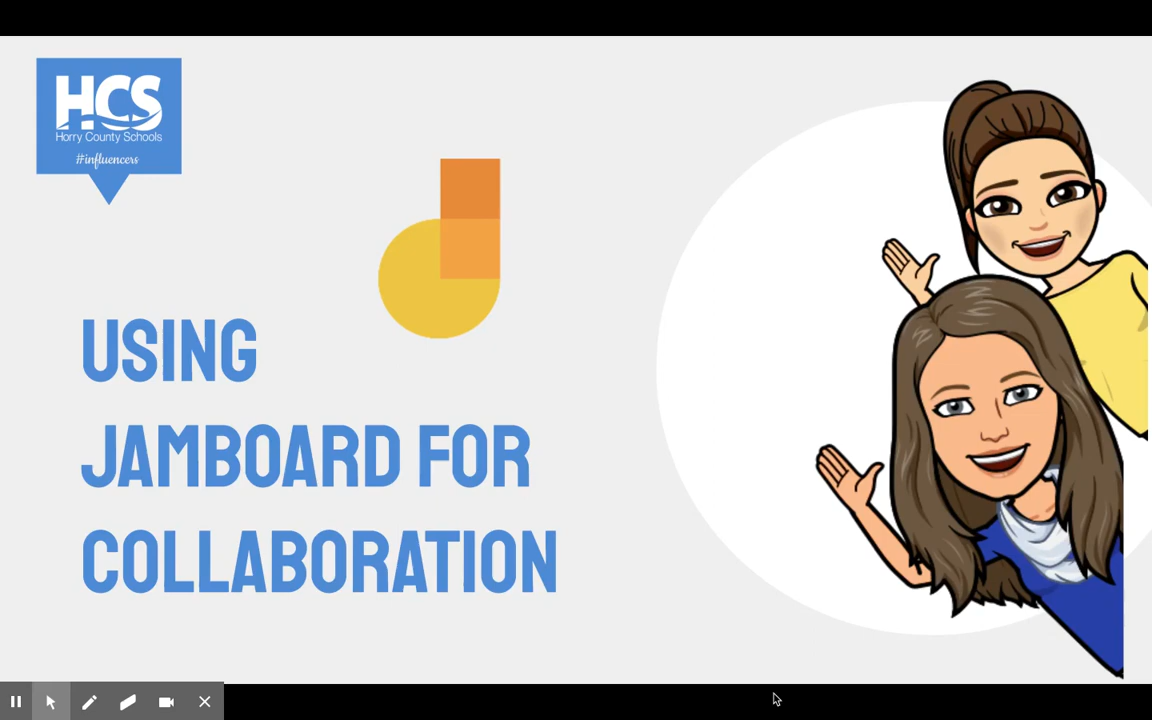 HCS
Horry County Schools
#influencers
USING
JAMBOARD FOR
COLLABORATION